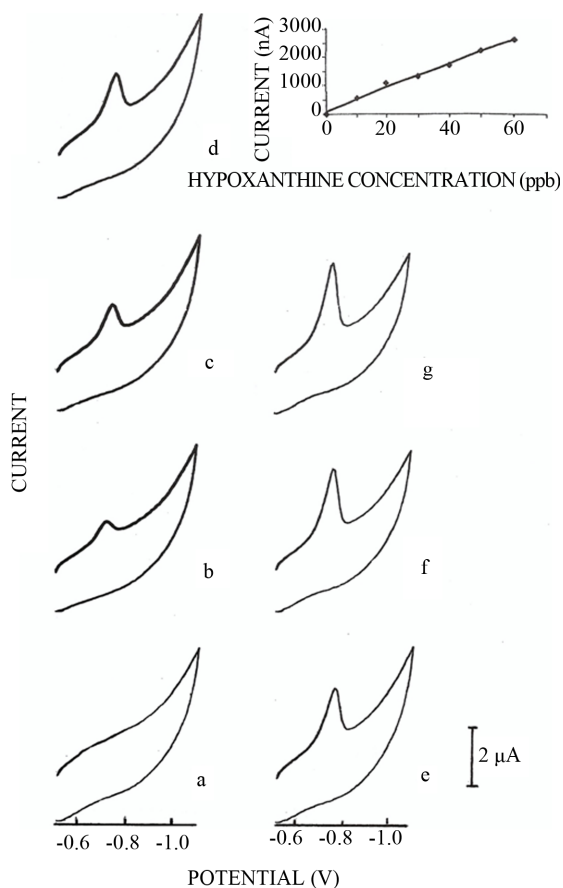 3000
2000
1000
0
CURRENT (nA)
0 20 40 60
HYPOXANTHINE CONCENTRATION (ppb)
d
c
g
CURRENT
b
f
a
e
2 µA
-0.6 -0.8 -1.0
-0.6 -0.8 -1.0
POTENTIAL (V)